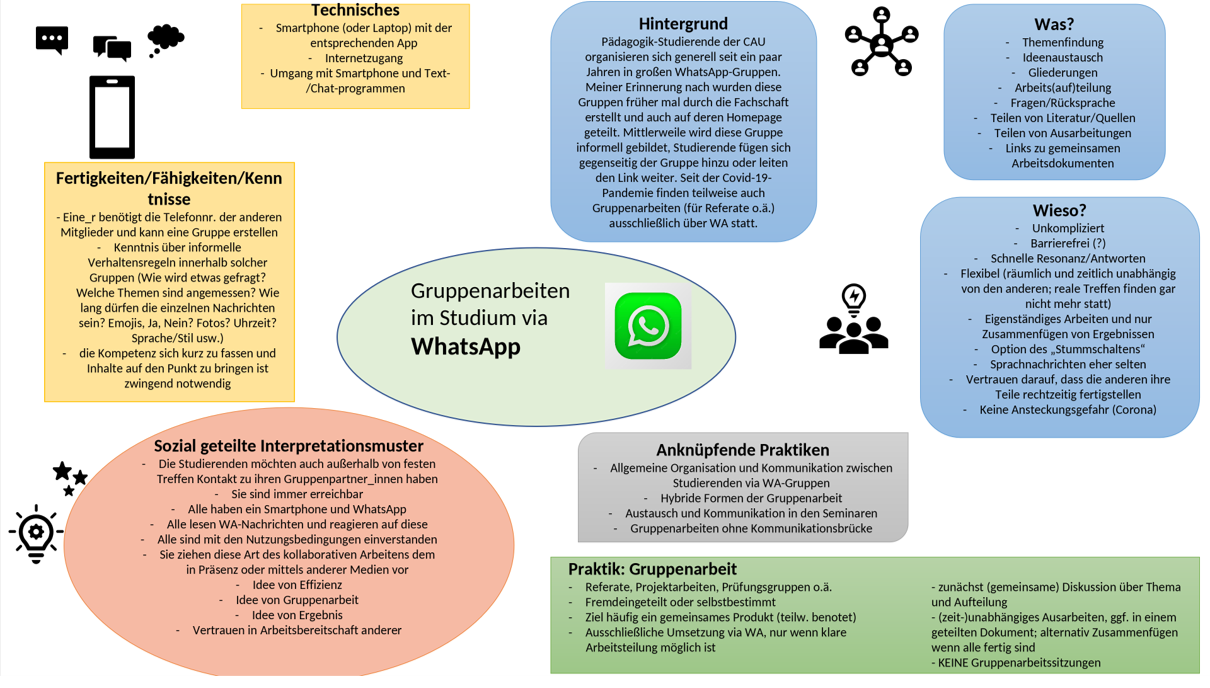 Technisches
- Smartphone (oder Laptop) mit der
entsprechenden App
- Internetzugang
- Umgang mit Smartphone und Text-
/Chat-programmen
Hintergrund
Pädagogik-Studierende der CAU
organisieren sich generell seit ein paar
Jahren in großen WhatsApp-Gruppen.
Meiner Erinnerung nach wurden diese
Gruppen früher mal durch die Fachschaft
erstellt und auch auf deren Homepage
geteilt. Mittlerweile wird diese Gruppe
informell gebildet, Studierende fügen sich
gegenseitig der Gruppe hinzu oder leiten
den Link weiter. Seit der Covid-19-
Pandemie finden teilweise auch
Gruppenarbeiten (für Referate o.ä.)
ausschließlich über WA statt.
Was?
- Themenfindung
- Ideenaustausch
- Gliederungen
- Arbeits(auf)teilung
- Fragen/Rücksprache
- Teilen von Literatur/Quellen
- Teilen von Ausarbeitungen
- Links zu gemeinsamen
Arbeitsdokumenten
Fertigkeiten/Fähigkeiten/Kenn
tnisse
- Eine_r benötigt die Telefonnr. der anderen
Mitglieder und kann eine Gruppe erstellen
- Kenntnis über informelle
Verhaltensregeln innerhalb solcher
Gruppen (Wie wird etwas gefragt?
Welche Themen sind angemessen? Wie
lang dürfen die einzelnen Nachrichten
sein? Emojis, Ja, Nein? Fotos? Uhrzeit?
Sprache/Stil usw.)
- die Kompetenz sich kurz zu fassen und
Inhalte auf den Punkt zu bringen ist
zwingend notwendig
Gruppenarbeiten
im Studium via
WhatsApp
Wieso?
- Unkompliziert
- Barrierefrei (?)
- Schnelle Resonanz/Antworten
- Flexibel (räumlich und zeitlich unabhängig
von den anderen; reale Treffen finden gar
nicht mehr statt)
- Eigenständiges Arbeiten und nur
Zusammenfügen von Ergebnissen
- Option des „Stummschaltens“
- Sprachnachrichten eher selten
- Vertrauen darauf, dass die anderen ihre
Teile rechtzeitig fertigstellen
- Keine Ansteckungsgefahr (Corona)
Sozial geteilte Interpretationsmuster
- Die Studierenden möchten auch außerhalb von festen
Treffen Kontakt zu ihren Gruppenpartner_innen haben
- Sie sind immer erreichbar
- Alle haben ein Smartphone und WhatsApp
- Alle lesen WA-Nachrichten und reagieren auf diese
- Alle sind mit den Nutzungsbedingungen einverstanden
- Sie ziehen diese Art des kollaborativen Arbeitens dem
in Präsenz oder mittels anderer Medien vor
- Idee von Effizienz
- Idee von Gruppenarbeit
- Idee von Ergebnis
- Vertrauen in Arbeitsbereitschaft anderer
Anknüpfende Praktiken
- Allgemeine Organisation und Kommunikation zwischen
Studierenden via WA-Gruppen
- Hybride Formen der Gruppenarbeit
- Austausch und Kommunikation in den Seminaren
- Gruppenarbeiten ohne Kommunikationsbrücke
Praktik: Gruppenarbeit
- Referate, Projektarbeiten, Prüfungsgruppen o.ä.
- Fremdeingeteilt oder selbstbestimmt
- Ziel häufig ein gemeinsames Produkt (teilw. benotet)
- Ausschließliche Umsetzung via WA, nur wenn klare
Arbeitsteilung möglich ist
- zunächst (gemeinsame) Diskussion über Thema
und Aufteilung
- (zeit-)unabhängiges Ausarbeiten, ggf. in einem
geteilten Dokument; alternativ Zusammenfügen
wenn alle fertig sind
- KEINE Gruppenarbeitssitzungen